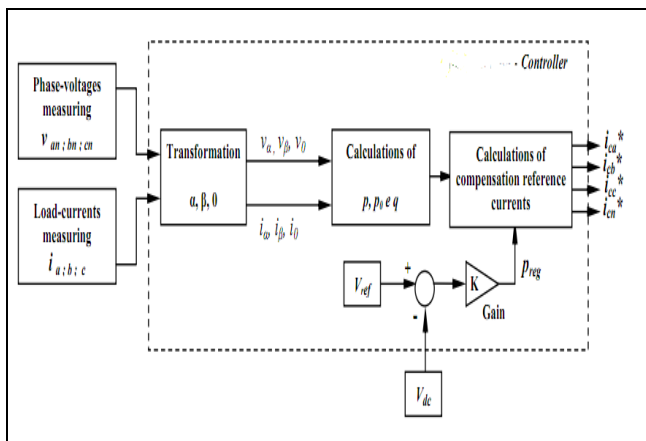 - Controller
Phase-voltages
measuring
v an ; bn ; cn
Load-currents
measuring
i a ; b ; c
Transformation
α, β, 0
vα, vβ, v0
iα, iβ, i0
Calculations of
p, p0 e q
Calculations of
compensation reference
currents
ica*
icb*
icc*
icn*
Vref
+
-
K
Gain
preg
Vdc